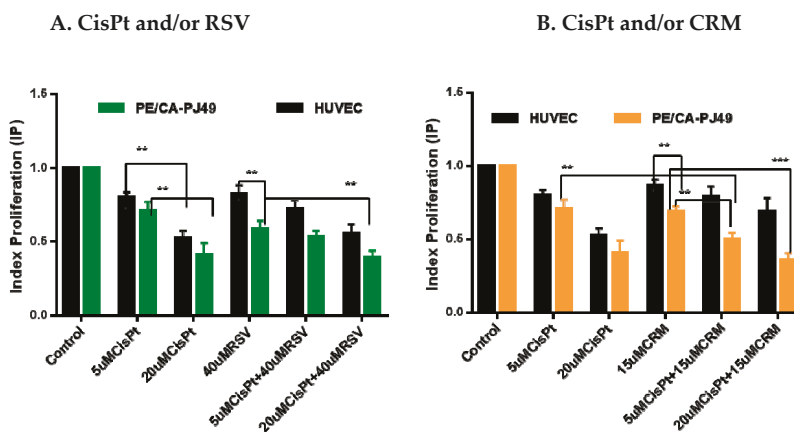 A. CisPt and/or RSV
B. CisPt and/or CRM
Index Proliferation (IP)
1.5
1.0
0.5
0.0
PE/CA-PJ49
HUVEC
**
**
**
**
Control
5uMCisPt
20uMCisPt
40uMRSV
5uMCisPt+40uMRSV
20uMCisPt+40uMRSV
Index Proliferation (IP)
1.5
1.0
0.5
0.0
HUVEC
PE/CA-PJ49
**
**
***
**
Control
5uMCisPt
20uMCisPt
15uMCRM
5uMCisPt+15uMCRM
20uMCisPt+15uMCRM